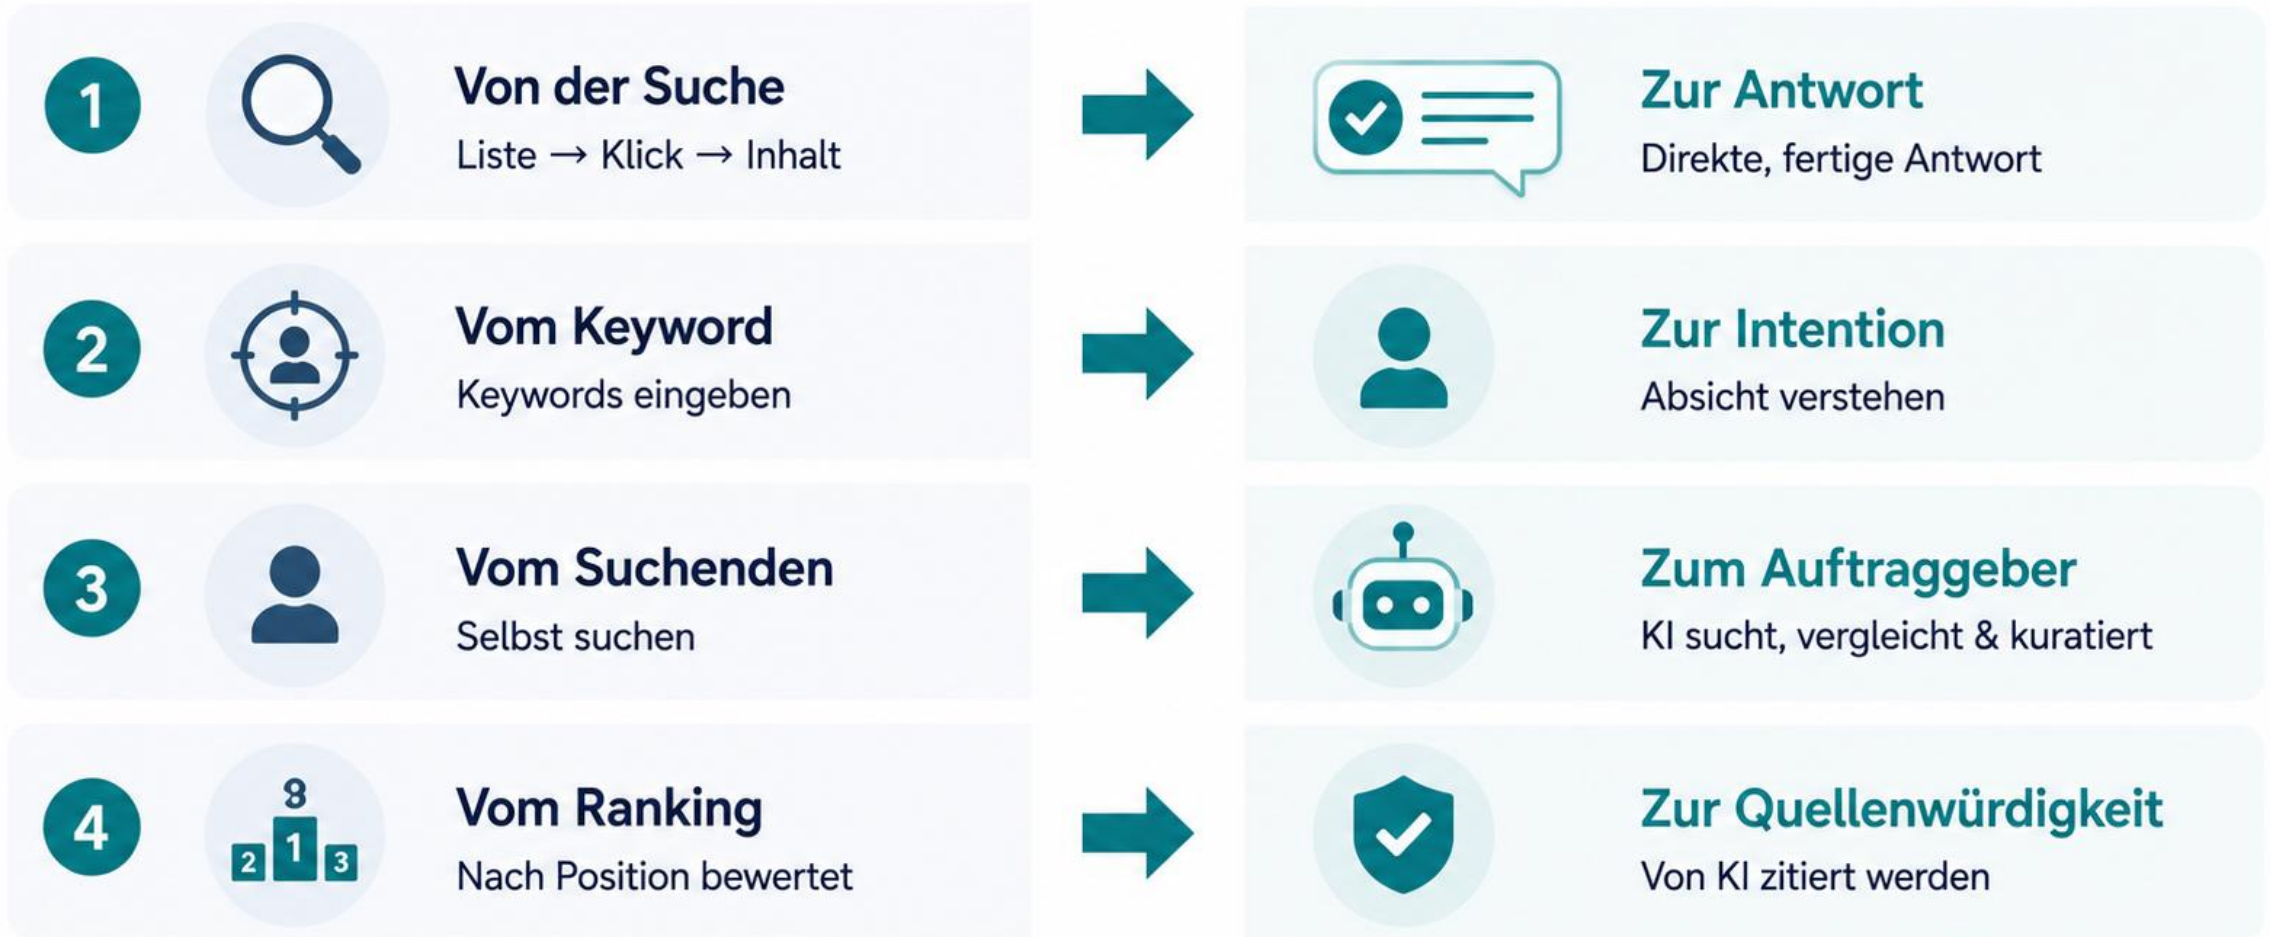 1
Von der Suche
Liste → Klick → Inhalt
Zur Antwort
Direkte, fertige Antwort
2
Vom Keyword
Keywords eingeben
Zur Intention
Absicht verstehen
3
Vom Suchenden
Selbst suchen
Zum Auftraggeber
KI sucht, vergleicht & kuratiert
4
8
2 1 3
Vom Ranking
Nach Position bewertet
Zur Quellenwürdigkeit
Von KI zitiert werden